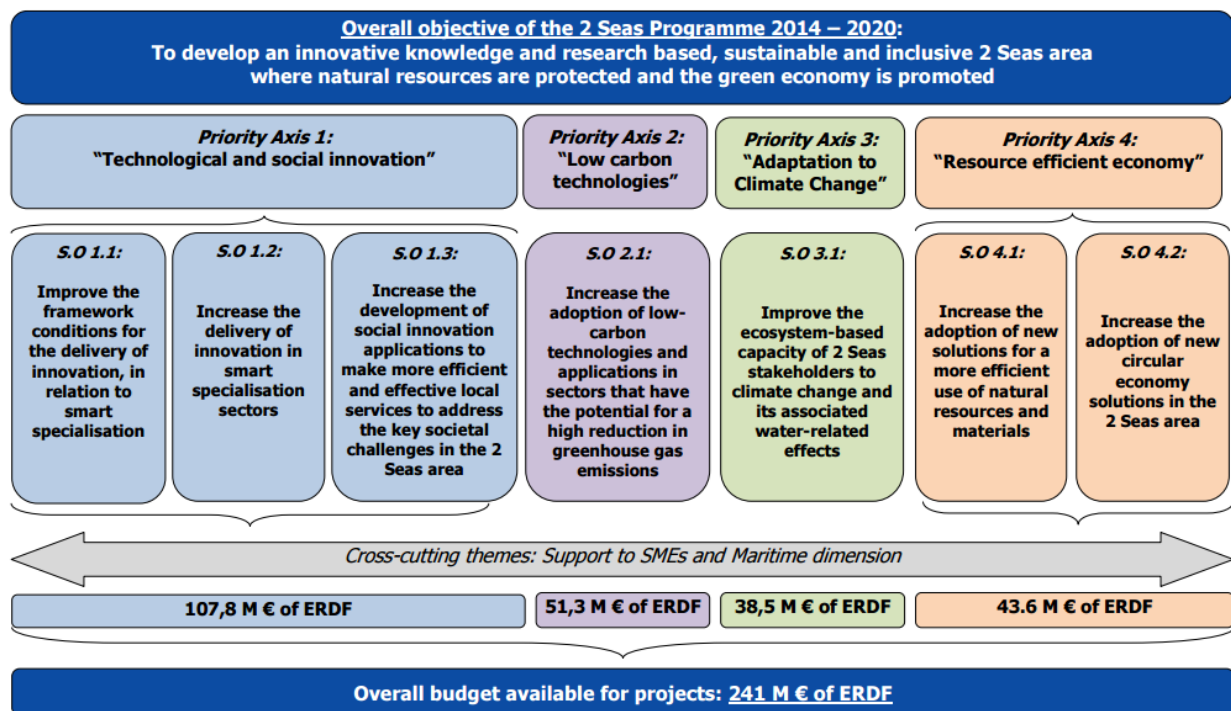 Overall objective of the 2 Seas Programme 2014 – 2020:
To develop an innovative knowledge and research based, sustainable and inclusive 2 Seas area
where natural resources are protected and the green economy is promoted
Priority Axis 1:
“Technological and social innovation”
Priority Axis 2:
“Low carbon
technologies”
Priority Axis 3:
“Adaptation to
Climate Change”
Priority Axis 4:
“Resource efficient economy”
S.O 1.1:
Improve the
framework
conditions for
the delivery of
innovation, in
relation to
smart
specialisation
S.O 1.2:
Increase the
delivery of
innovation in
smart
specialisation
sectors
S.O 1.3:
Increase the
development of
social innovation
applications to
make more efficient
and effective local
services to address
the key societal
challenges in the 2
Seas area
S.O 2.1:
Increase the
adoption of low-
carbon
technologies and
applications in
sectors that have
the potential for a
high reduction in
greenhouse gas
emissions
S.O 3.1:
Improve the
ecosystem-based
capacity of 2 Seas
stakeholders to
climate change and
its associated
water-related
effects
S.O 4.1:
Increase the
adoption of new
solutions for a
more efficient
use of natural
resources and
materials
S.O 4.2:
Increase the
adoption of new
circular
economy
solutions in the
2 Seas area
Cross-cutting themes: Support to SMEs and Maritime dimension
107,8 M € of ERDF
51,3 M € of ERDF
38,5 M € of ERDF
43.6 M € of ERDF
Overall budget available for projects: 241 M € of ERDF